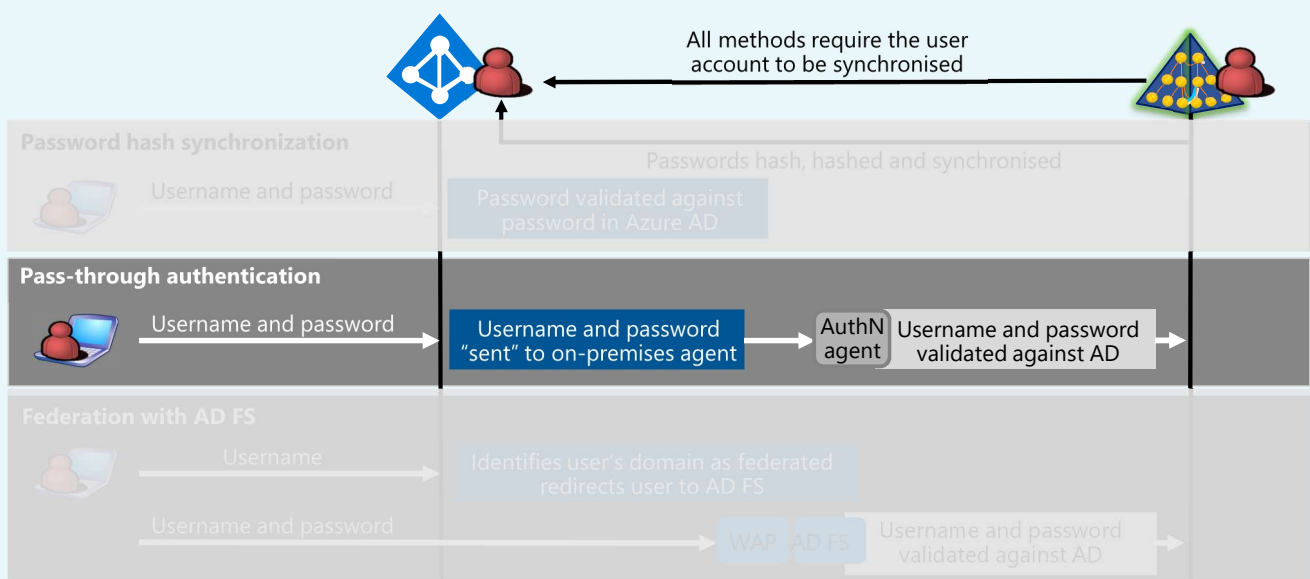 All methods require the user
account to be synchronised
Password hash synchronization
Passwords hash, hashed and synchronised
Username and password
Password validated against
password in Azure AD
Pass-through authentication
Username and password
Username and password
“sent” to on-premises agent
AuthN
agent
Username and password
validated against AD
Federation with AD FS
Username
Identifies user’s domain as federated
redirects user to AD FS
Username and password
WAP
AD FS
Username and password
validated against AD